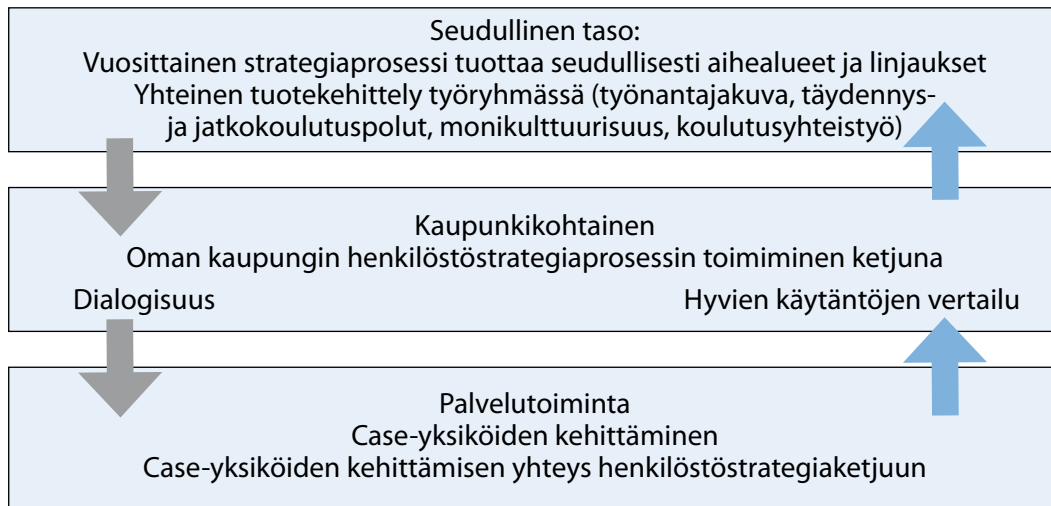 Seudullinen taso:
Vuosittainen strategiaprosessi tuottaa seudullisesti aihealueet ja linjaukset
Yhteinen tuotekehittely työryhmässä (työnantajakuva, täydennys-
ja jatkokoulutuspolut, monikulttuurisuus, koulutusyhteistyö)
Kaupunkikohtainen
Oman kaupungin henkilöstöstrategiaprosessin toimiminen ketjuna
Dialogisuus Hyvien käytäntöjen vertailu
Palvelutoiminta
Case-yksiköiden kehittäminen
Case-yksiköiden kehittämisen yhteys henkilöstöstrategiaketjuun